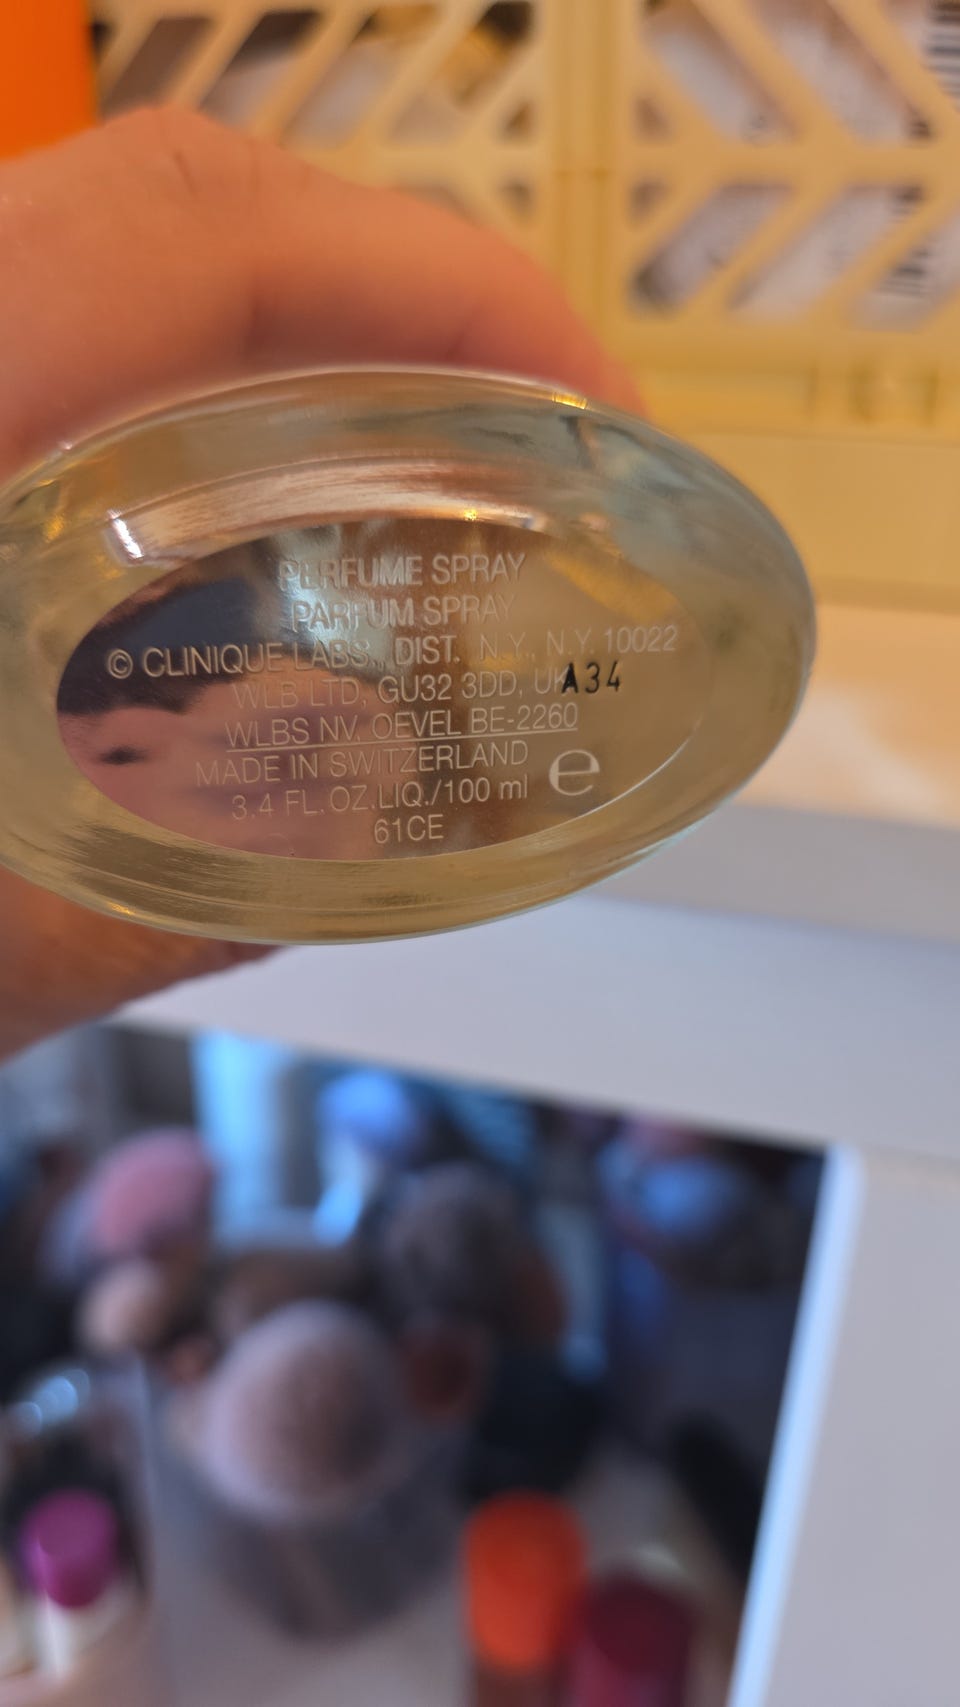 PERFUME SPRAY
PARFUM SPRAY
© CLINIQUE LABS., DIST. N.Y., N.Y. 10022
WLB LTD, GU32 3DD, UK
A34
WLBS NV. OEVEL BE-2260
MADE IN SWITZERLAND
3.4 FL.OZ.LIQ./100 ml e
61CE